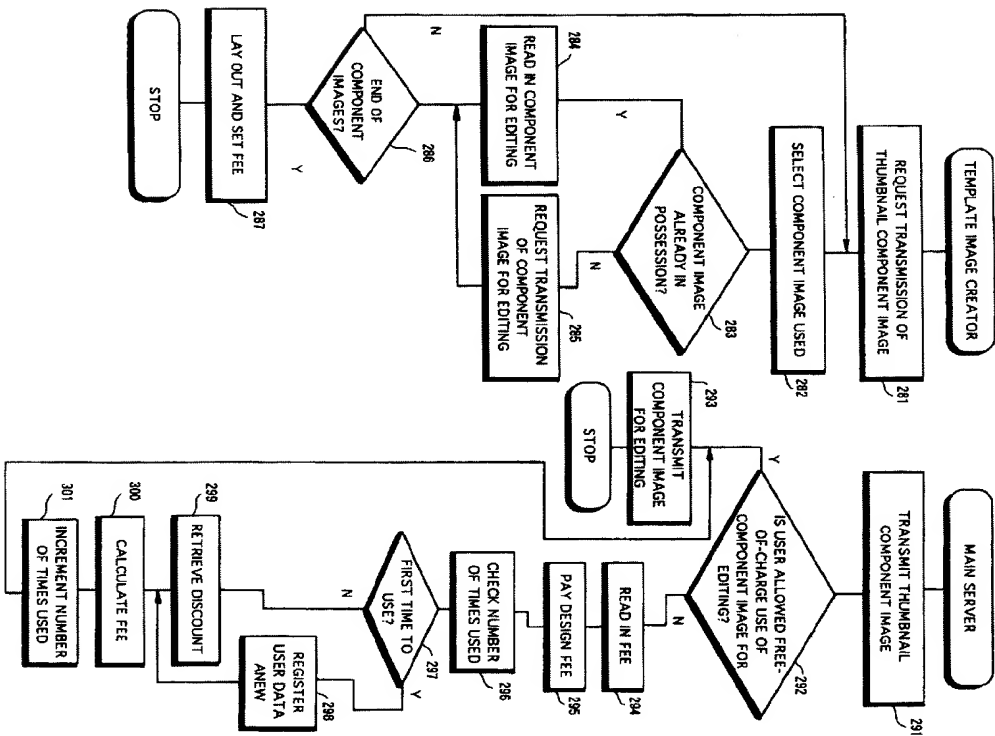 TEMPLATE IMAGE CREATOR
REQUEST TRANSMISSION OF
THUMBNAIL COMPONENT IMAGE
281
SELECT COMPONENT IMAGE USED
282
COMPONENT IMAGE
ALREADY IN
POSSESSION?
283
Y
N
284
READ IN COMPONENT
IMAGE FOR EDITING
REQUEST TRANSMISSION
OF COMPONENT
IMAGE FOR EDITING
285
END OF
COMPONENT
IMAGES?
286
N
Y
LAY OUT AND SET FEE
287
STOP
MAIN SERVER
TRANSMIT THUMBNAIL
COMPONENT IMAGE
291
IS USER ALLOWED FREE-
OF-CHARGE USE OF
COMPONENT IMAGE FOR
EDITING?
292
Y
N
293
TRANSMIT
COMPONENT IMAGE
FOR EDITING
STOP
READ IN FEE
294
PAY DESIGN FEE
295
CHECK NUMBER
OF TIMES USED
296
FIRST TIME TO
USE?
297
N
Y
REGISTER
USER DATA
ANEW
298
299
RETRIEVE DISCOUNT
300
CALCULATE FEE
301
INCREMENT NUMBER
OF TIMES USED